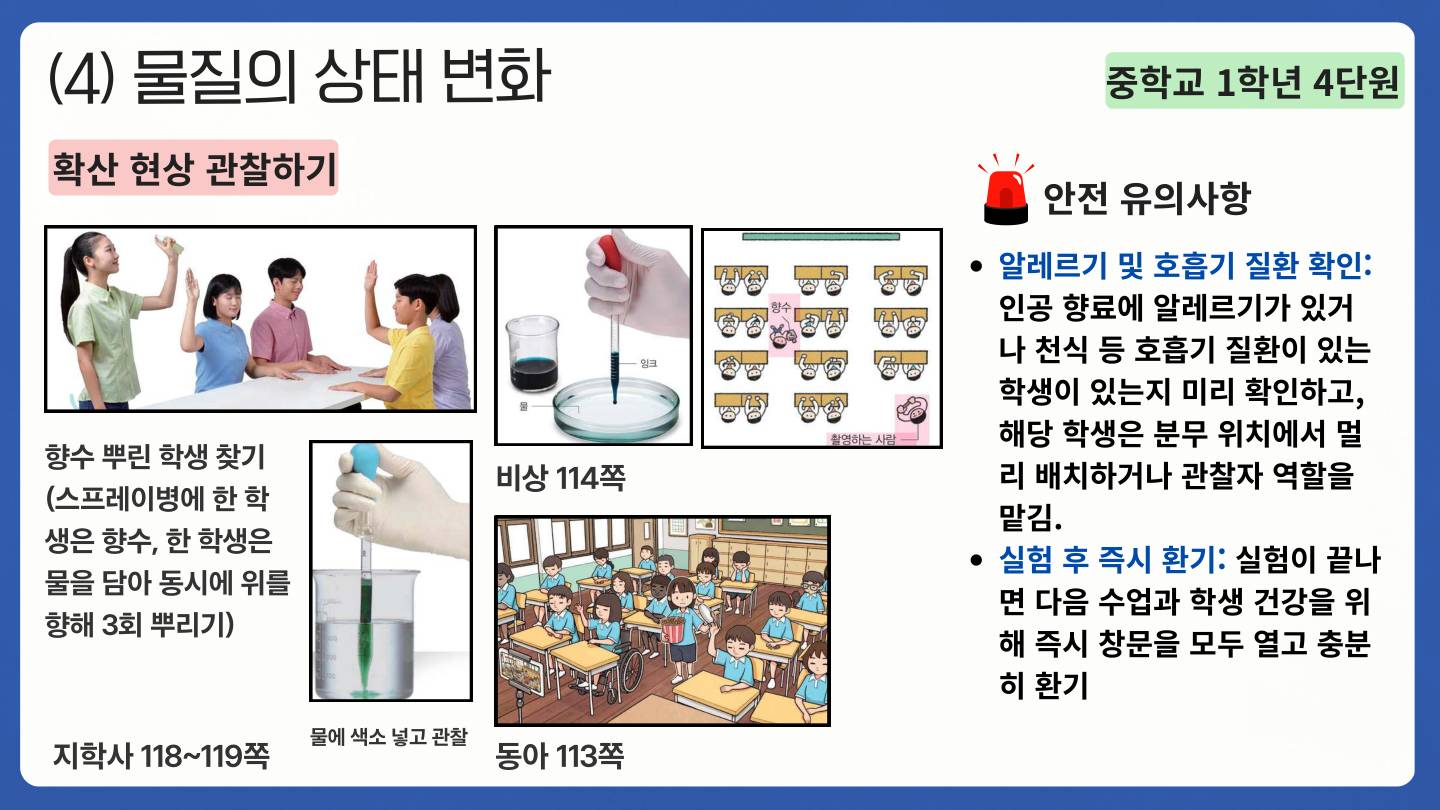 (4) 물질의 상태 변화
중학교 1학년 4단원
확산 현상 관찰하기
향수 뿌린 학생 찾기
(스프레이병에 한 학
생은 향수, 한 학생은
물을 담아 동시에 위를
향해 3회 뿌리기)
지학사 118~119쪽
물에 색소 넣고 관찰
잉크
물
향수
촬영하는 사람
비상 114쪽
동아 113쪽
안전 유의사항
• 알레르기 및 호흡기 질환 확인:
인공 향료에 알레르기가 있거
나 천식 등 호흡기 질환이 있는
학생이 있는지 미리 확인하고,
해당 학생은 분무 위치에서 멀
리 배치하거나 관찰자 역할을
맡김.
• 실험 후 즉시 환기: 실험이 끝나
면 다음 수업과 학생 건강을 위
해 즉시 창문을 모두 열고 충분
히 환기